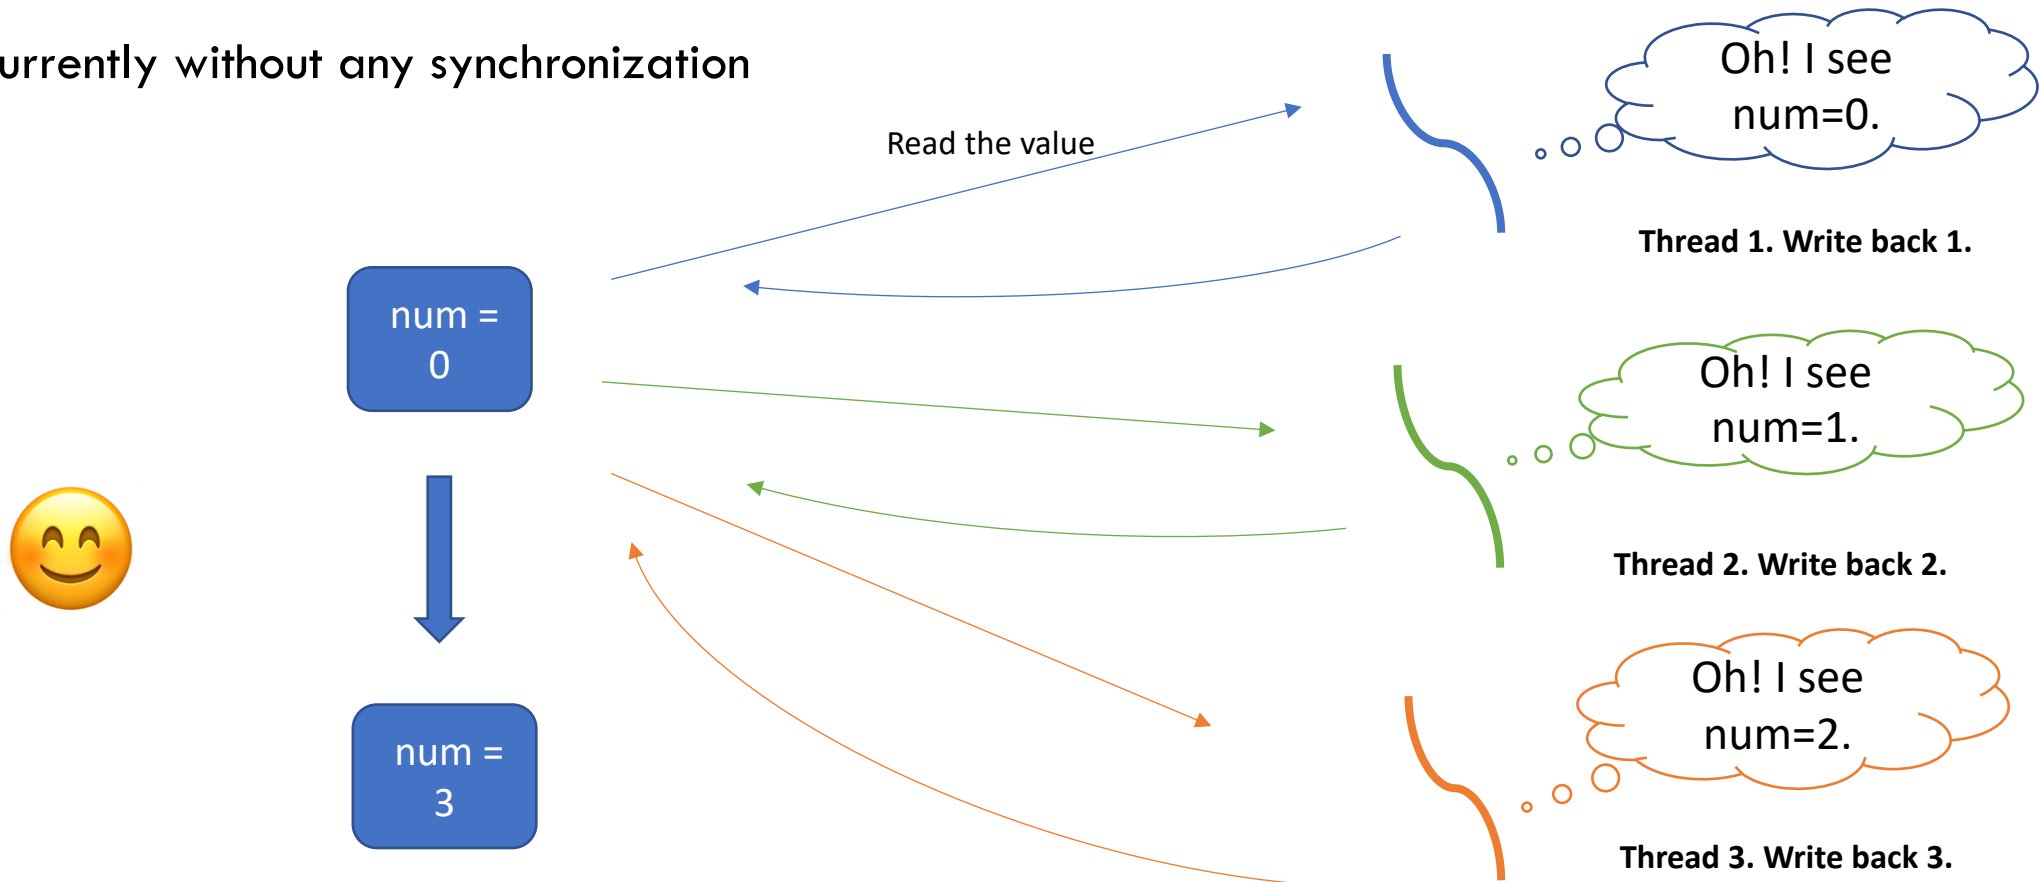 urrently without any synchronization
Oh! I see
num=0.
Read the value
Thread 1. Write back 1.
num =
0
Oh! I see
num=1.
Thread 2. Write back 2.
Oh! I see
num=2.
num =
3
Thread 3. Write back 3.